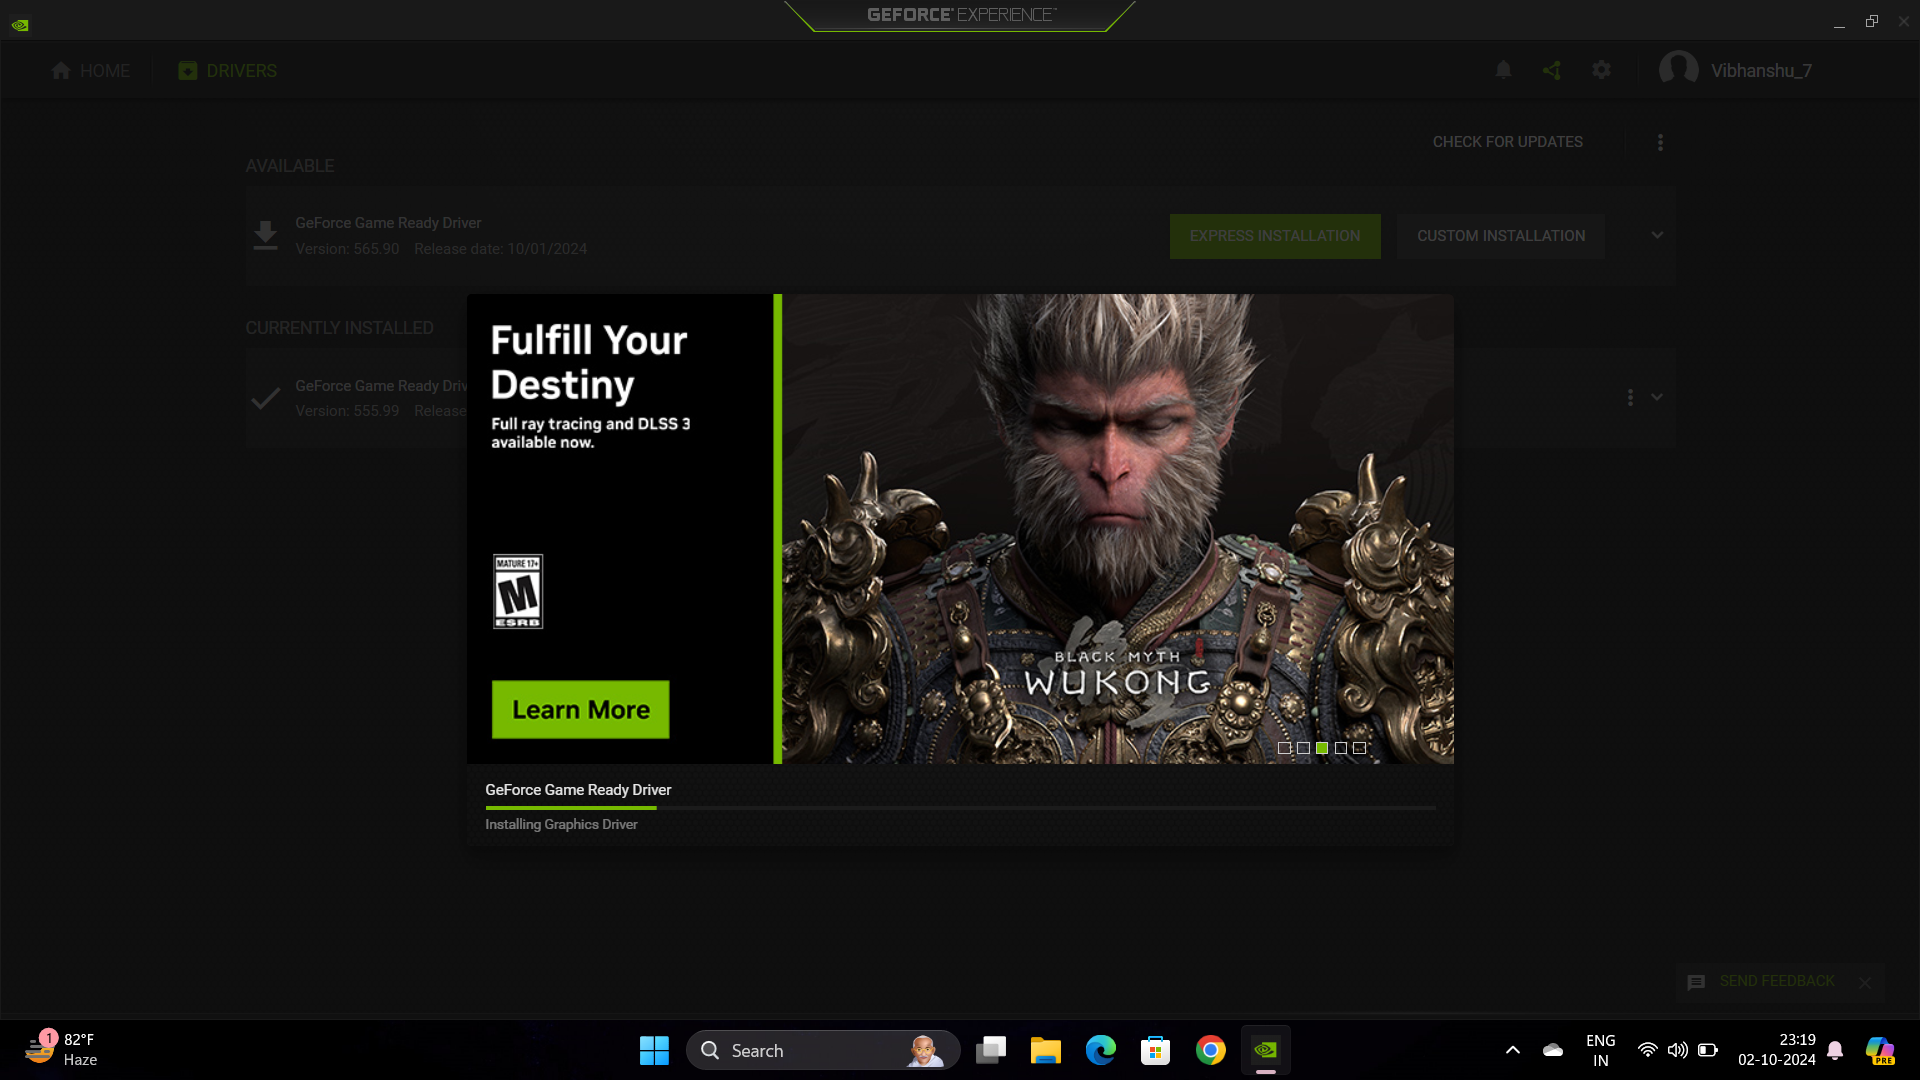 GEFORCE® EXPERIENCE™
HOME
DRIVERS
Vibhanshu_7
CHECK FOR UPDATES
AVAILABLE
GeForce Game Ready Driver
Version: 565.90 Release date: 10/01/2024
EXPRESS INSTALLATION
CUSTOM INSTALLATION
CURRENTLY INSTALLED
GeForce Game Ready Driv
Version: 555.99 Release
Fulfill Your
Destiny
Full ray tracing and DLSS 3
available now.
MATURE 17+
M
ESRB
Learn More
BLACK MYTH
WUKONG
GeForce Game Ready Driver
Installing Graphics Driver
SEND FEEDBACK
1
82°F
Haze
Search
ENG
IN
23:19
02-10-2024
PRE